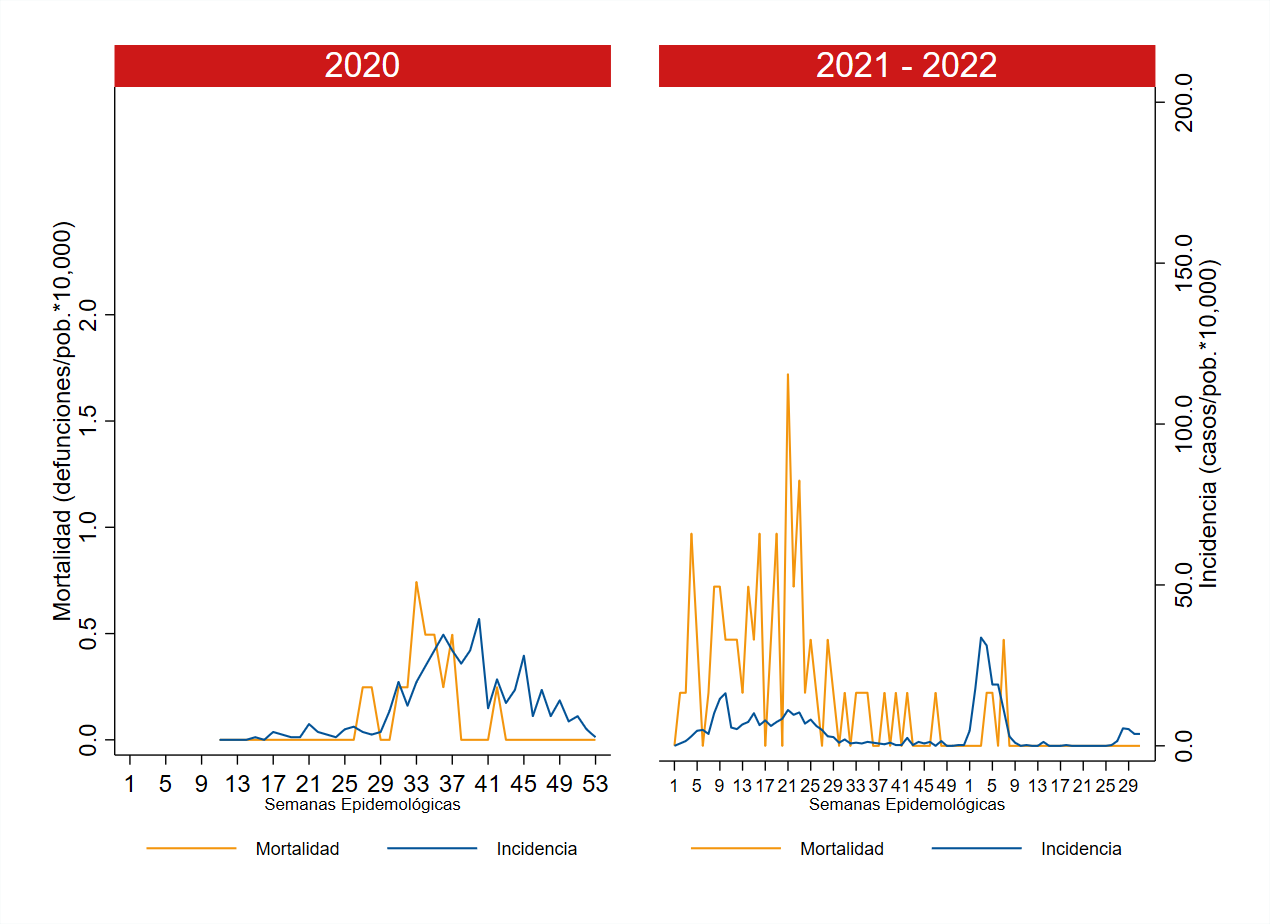 2020
2021 - 2022
Mortalidad (defunciones/pob.*10,000)
0.0 0.5 1.0 1.5 2.0
1 5 9 13 17 21 25 29 33 37 41 45 49 53
Semanas Epidemológicas
Mortalidad Incidencia
0.0 50.0 100.0 150.0 200.0
Incidencia (casos/pob.*10,000)
1 5 9 13 17 21 25 29 33 37 41 45 49 1 5 9 13 17 21 25 29
Semanas Epidemológicas
Mortalidad Incidencia